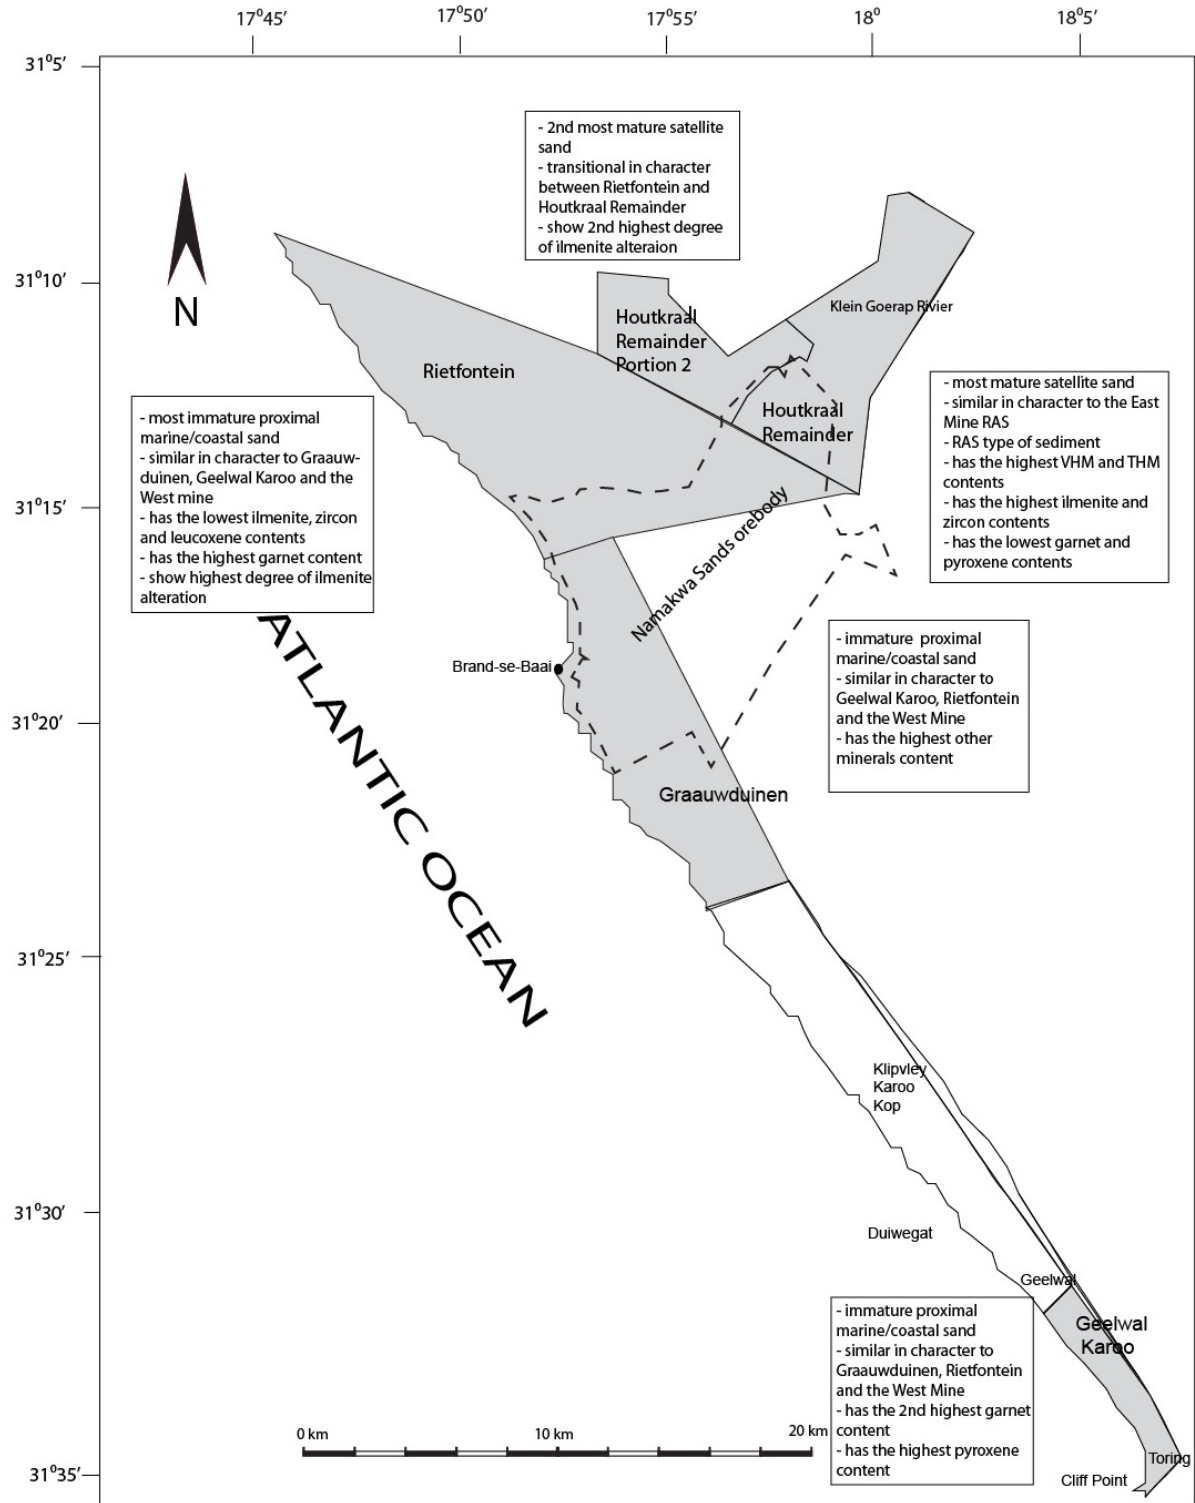 17°45′ 17°50′ 17°55′ 18° 18°5′
31°5′
- 2nd most mature satellite
sand
- transitional in character
between Rietfontein and
Houtkraal Remainder
- show 2nd highest degree
of ilmenite alteraion
N
31°10′
Houtkraal
Remainder
Portion 2
Klein Goerap Rivier
Rietfontein
Houtkraal
Remainder
- most mature satellite sand
- similar in character to the East
Mine RAS
- RAS type of sediment
- has the highest VHM and THM
contents
- has the highest ilmenite and
zircon contents
- has the lowest garnet and
pyroxene contents
- most immature proximal
marine/coastal sand
- similar in character to Graauw-
duinen, Geelwal Karoo and the
West mine
- has the lowest ilmenite, zircon
and leucoxene contents
- has the highest garnet content
- show highest degree of ilmenite
alteration
31°15′
Namakwa Sands orebody
- immature proximal
marine/coastal sand
- similar in character to
Geelwal Karoo, Rietfontein
and the West Mine
- has the highest other
minerals content
Brand-se-Baai
31°20′
Graauwduinen
ATLANTIC OCEAN
31°25′
Klipvley
Karoo
Kop
31°30′
Duiwegat
Geelwal
Geelwal
Karoo
- immature proximal
marine/coastal sand
- similar in character to
Graauwduinen, Rietfontein
and the West Mine
- has the 2nd highest garnet
content
- has the highest pyroxene
content
0 km 10 km 20 km
31°35′
Toring
Cliff Point